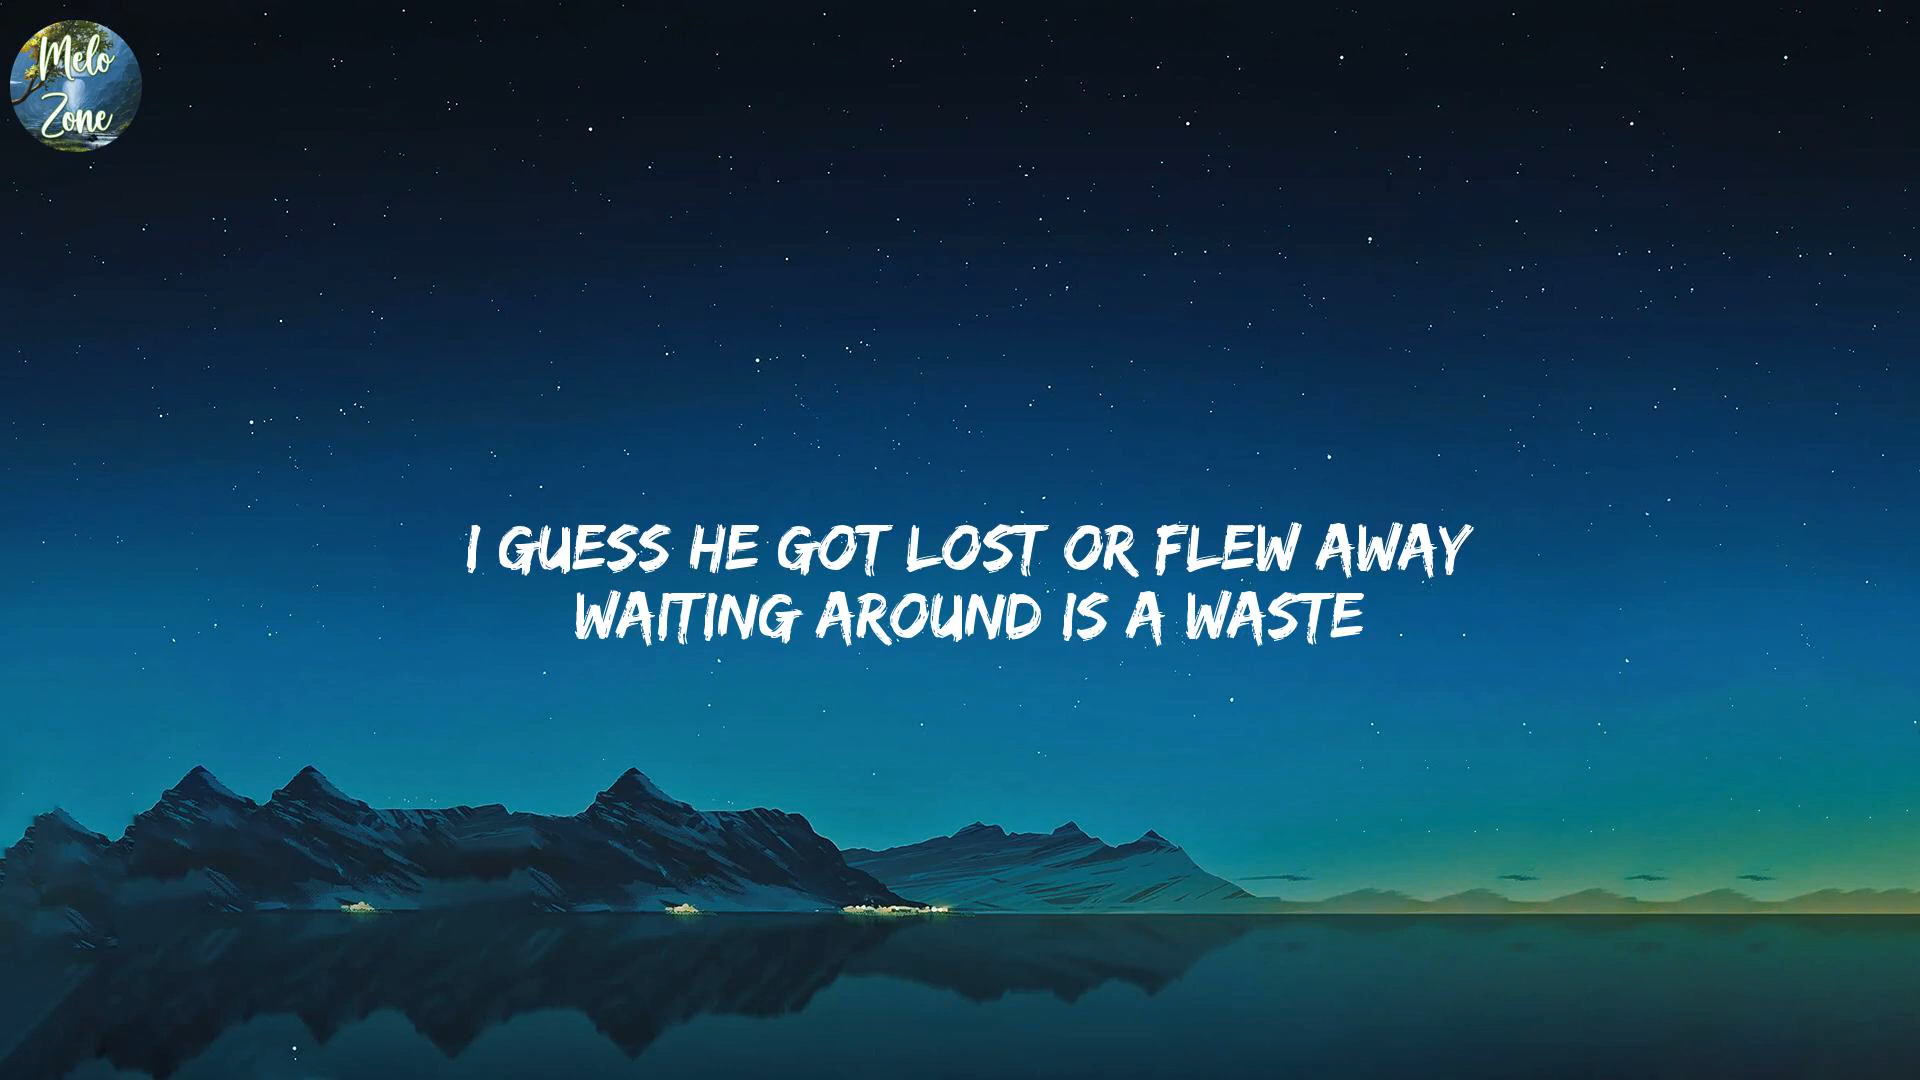 Melo
Zone
I GUESS HE GOT LOST OR FLEW AWAY
WAITING AROUND IS A WASTE